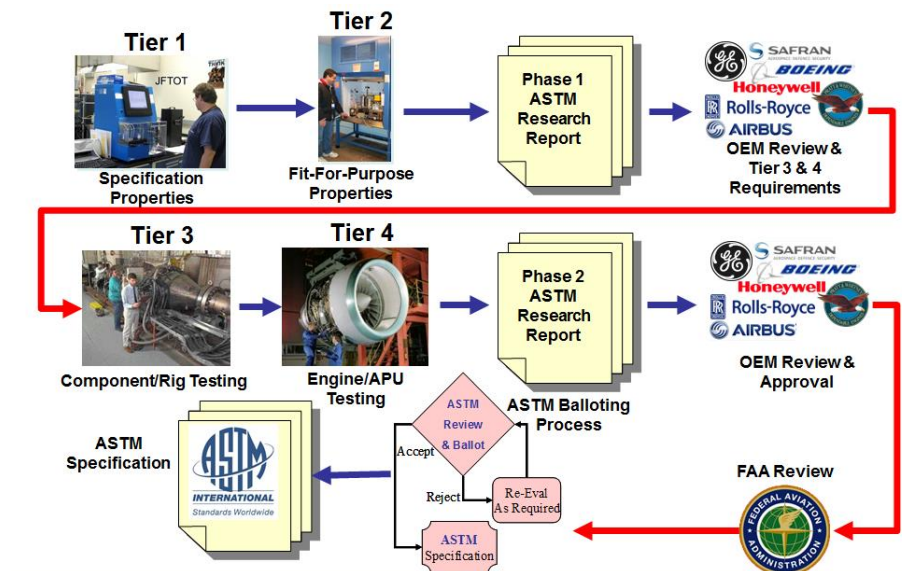 Tier 1
Tier 2
JFTOT
Specification
Properties
Fit-For-Purpose
Properties
Phase 1
ASTM
Research
Report
GE
SAFRAN
BOEING
Honeywell
Rolls-Royce
AIRBUS
OEM Review &
Tier 3 & 4
Requirements
Tier 3
Tier 4
Component/Rig Testing
Engine/APU
Testing
Phase 2
ASTM
Research
Report
GE
SAFRAN
BOEING
Honeywell
Rolls-Royce
AIRBUS
OEM Review &
Approval
ASTM Balloting
Process
ASTM
Review
& Ballot
Accept
Reject
Re-Eval
As Required
ASTM
Specification
ASTM
Specification
ASTM
INTERNATIONAL
Standards Worldwide
FAA Review
FEDERAL AVIATION
ADMINISTRATION